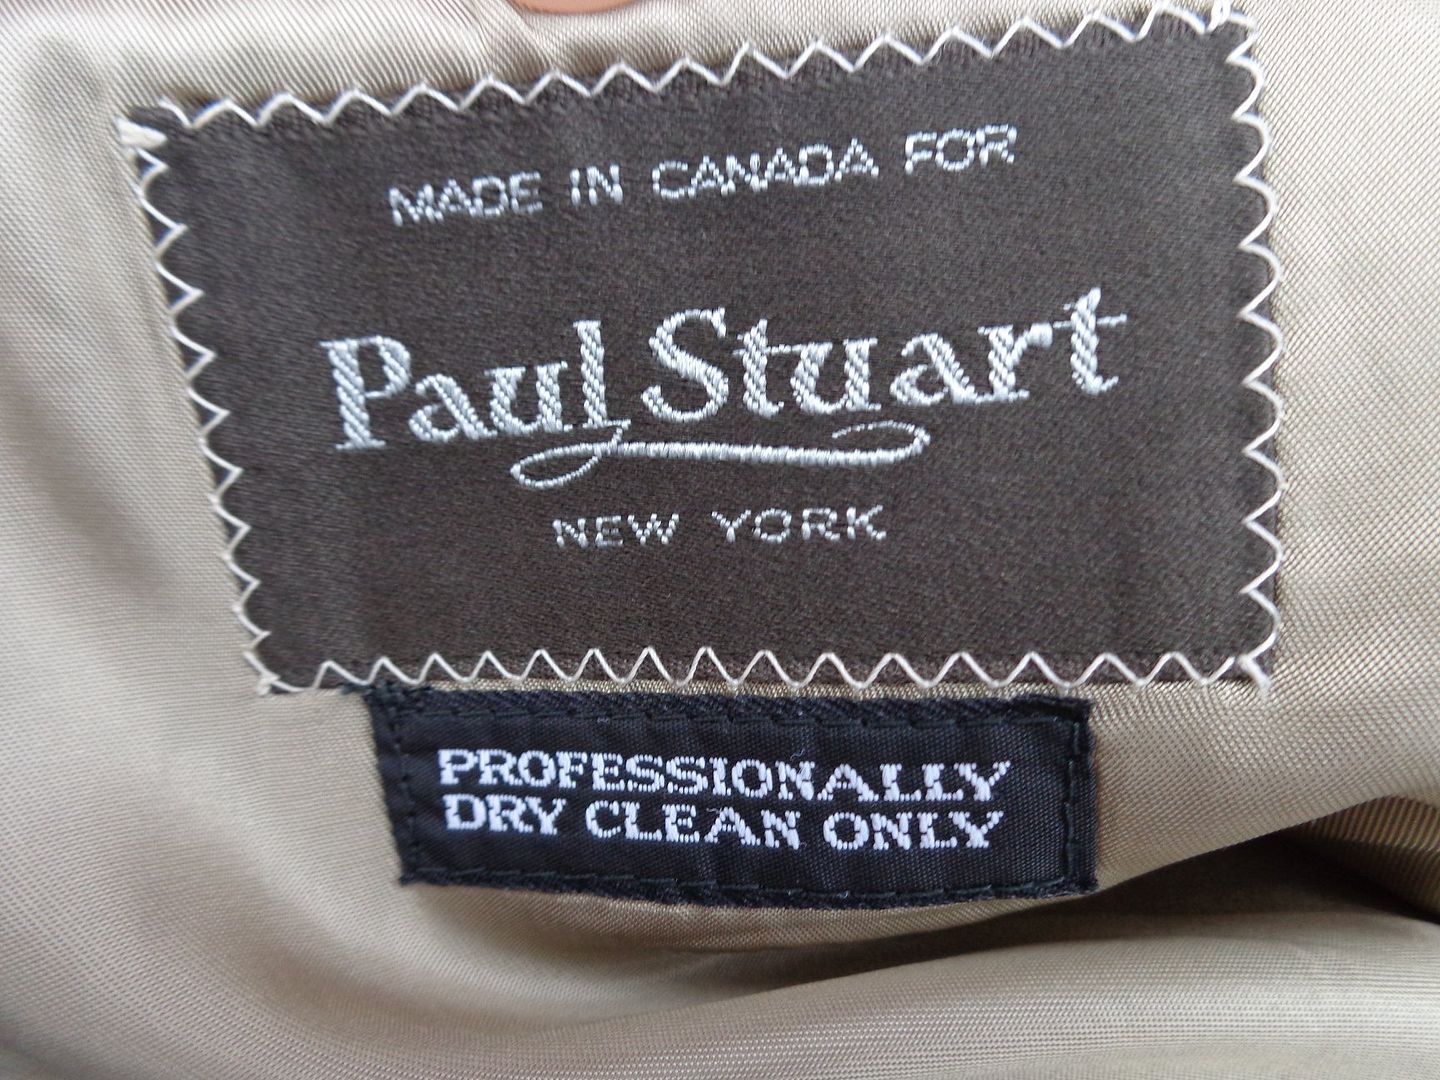 MADE IN CANADA FOR
Paul Stuart
NEW YORK
PROFESSIONALLY
DRY CLEAN ONLY